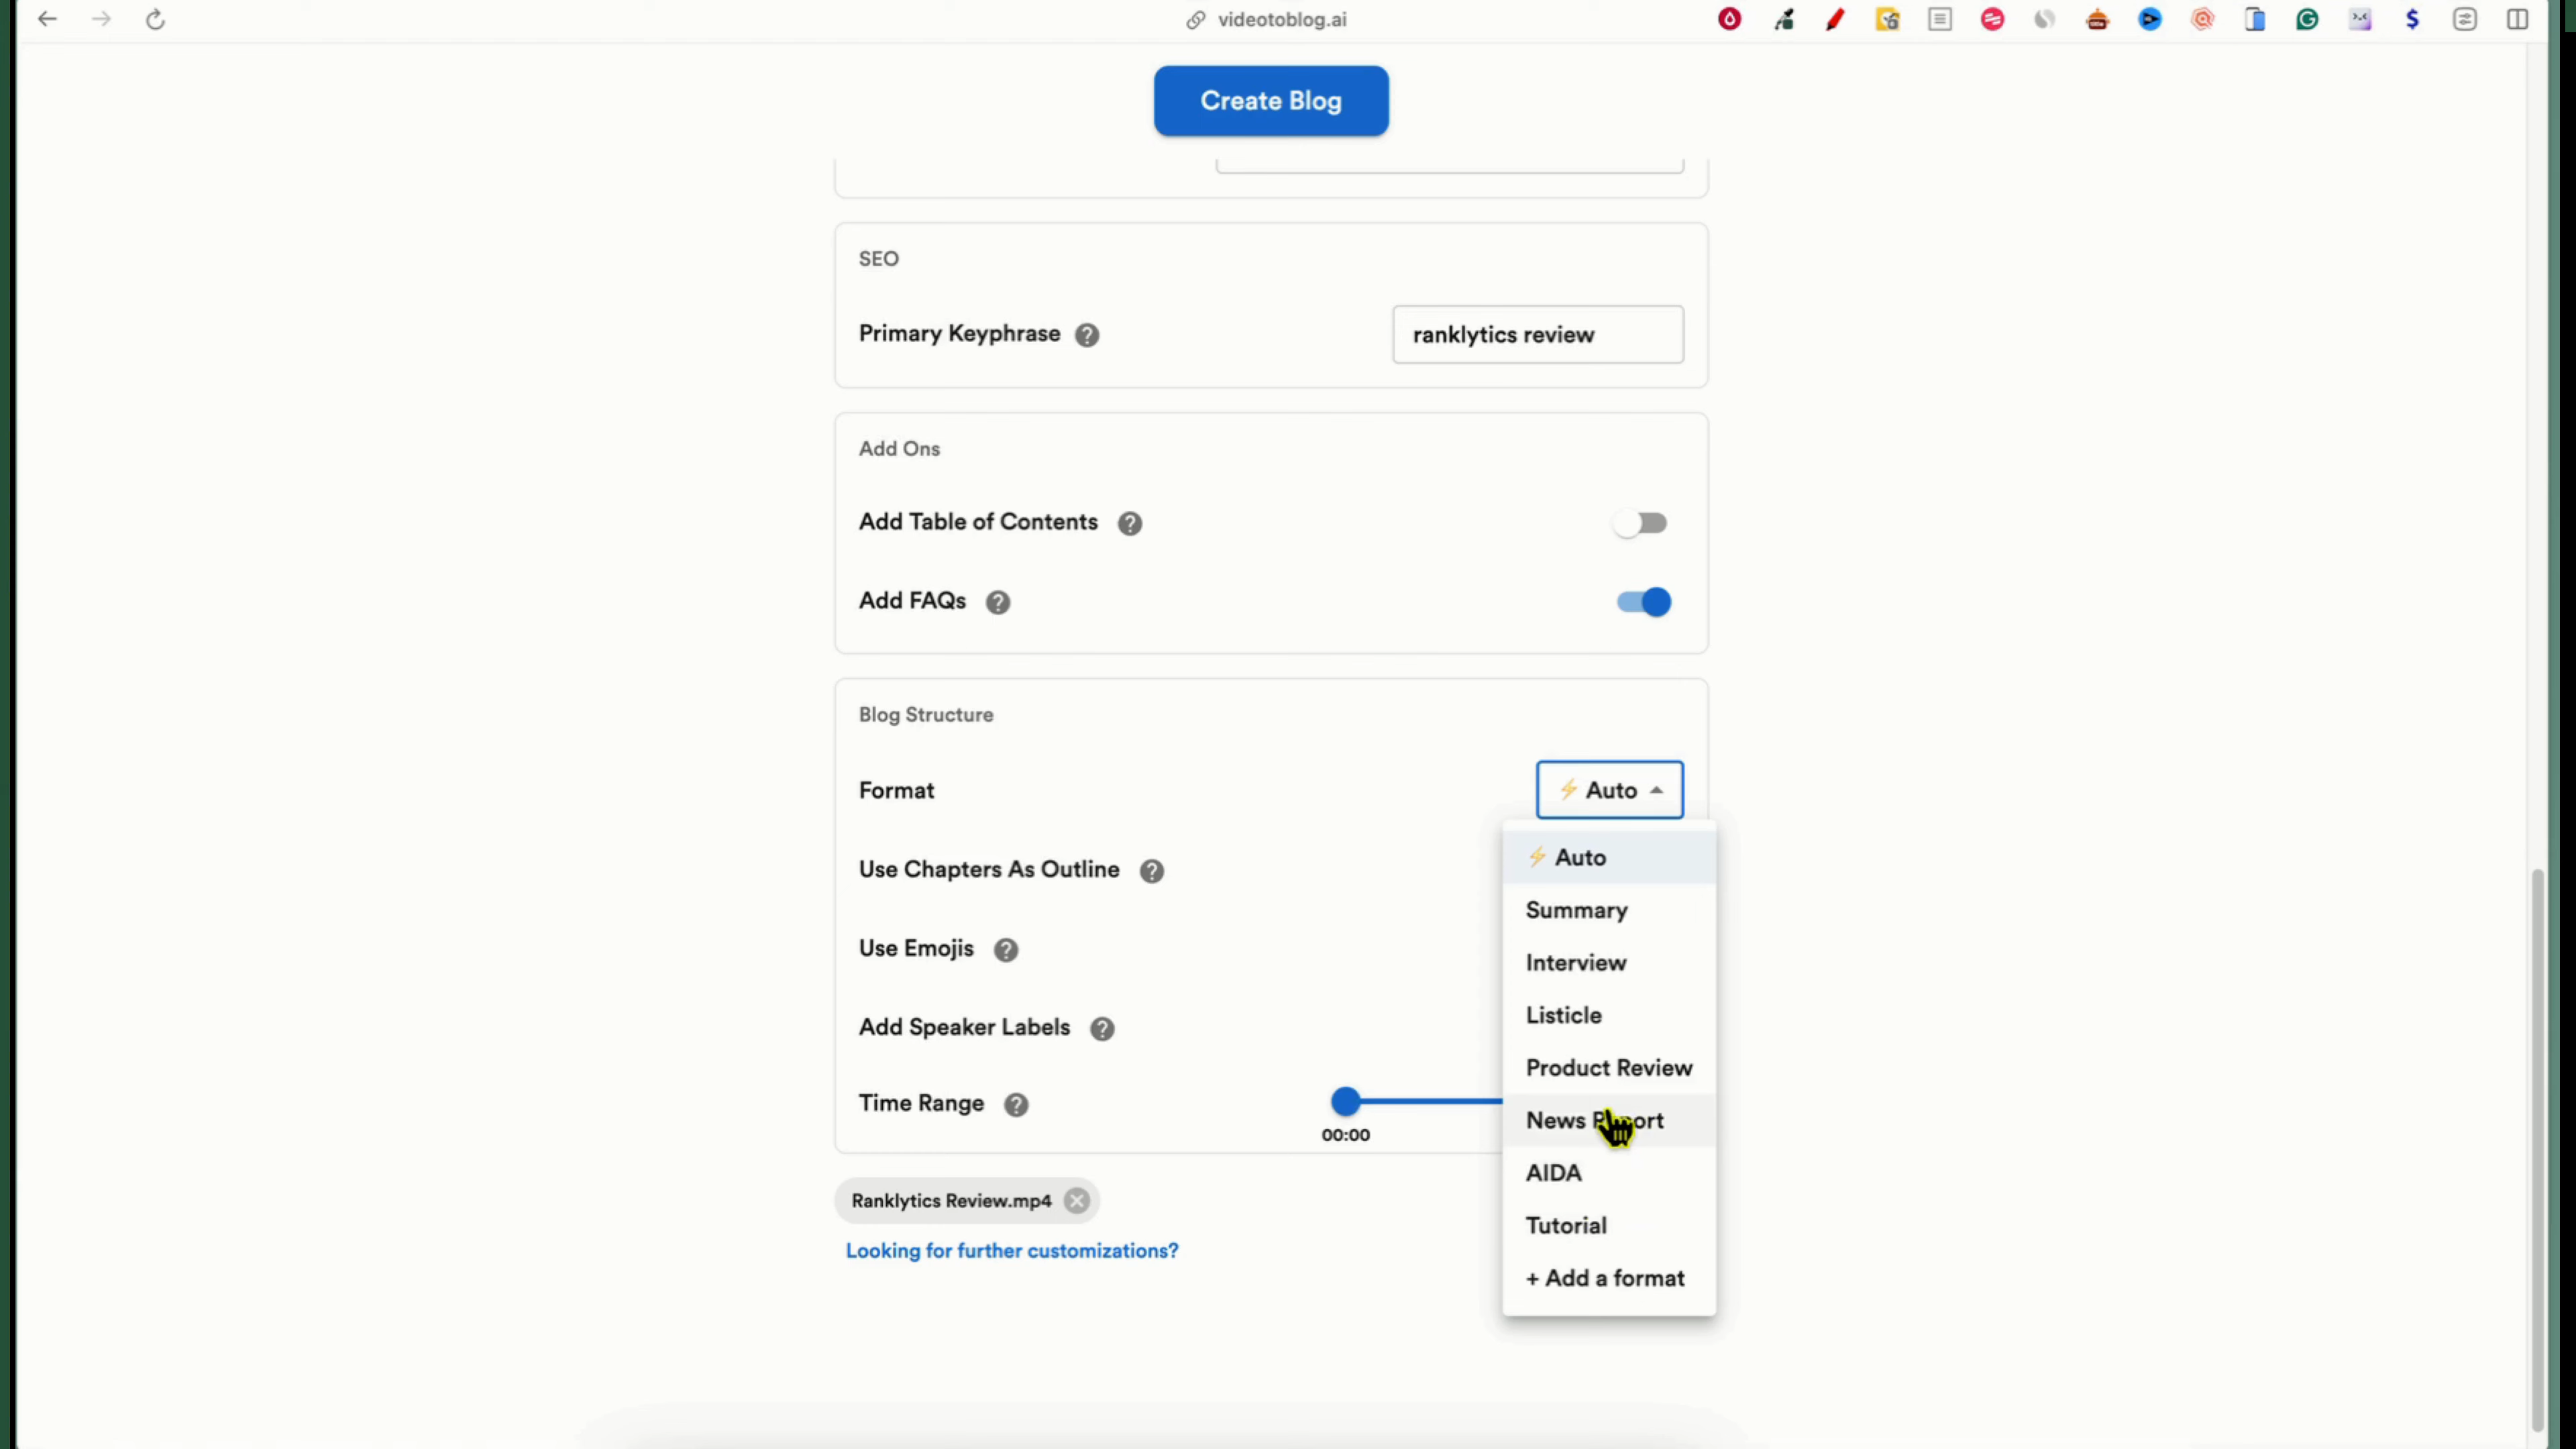 videotoblog.ai
Create Blog
SEO
Primary Keyphrase
ranklytics review
Add Ons
Add Table of Contents
Add FAQs
Blog Structure
Format
⚡ Auto
⚡ Auto
Use Chapters As Outline
Summary
Use Emojis
Interview
Add Speaker Labels
Listicle
Product Review
Time Range
00:00
News
AIDA
Ranklytics Review.mp4
Tutorial
Looking for further customizations?
+ Add a format